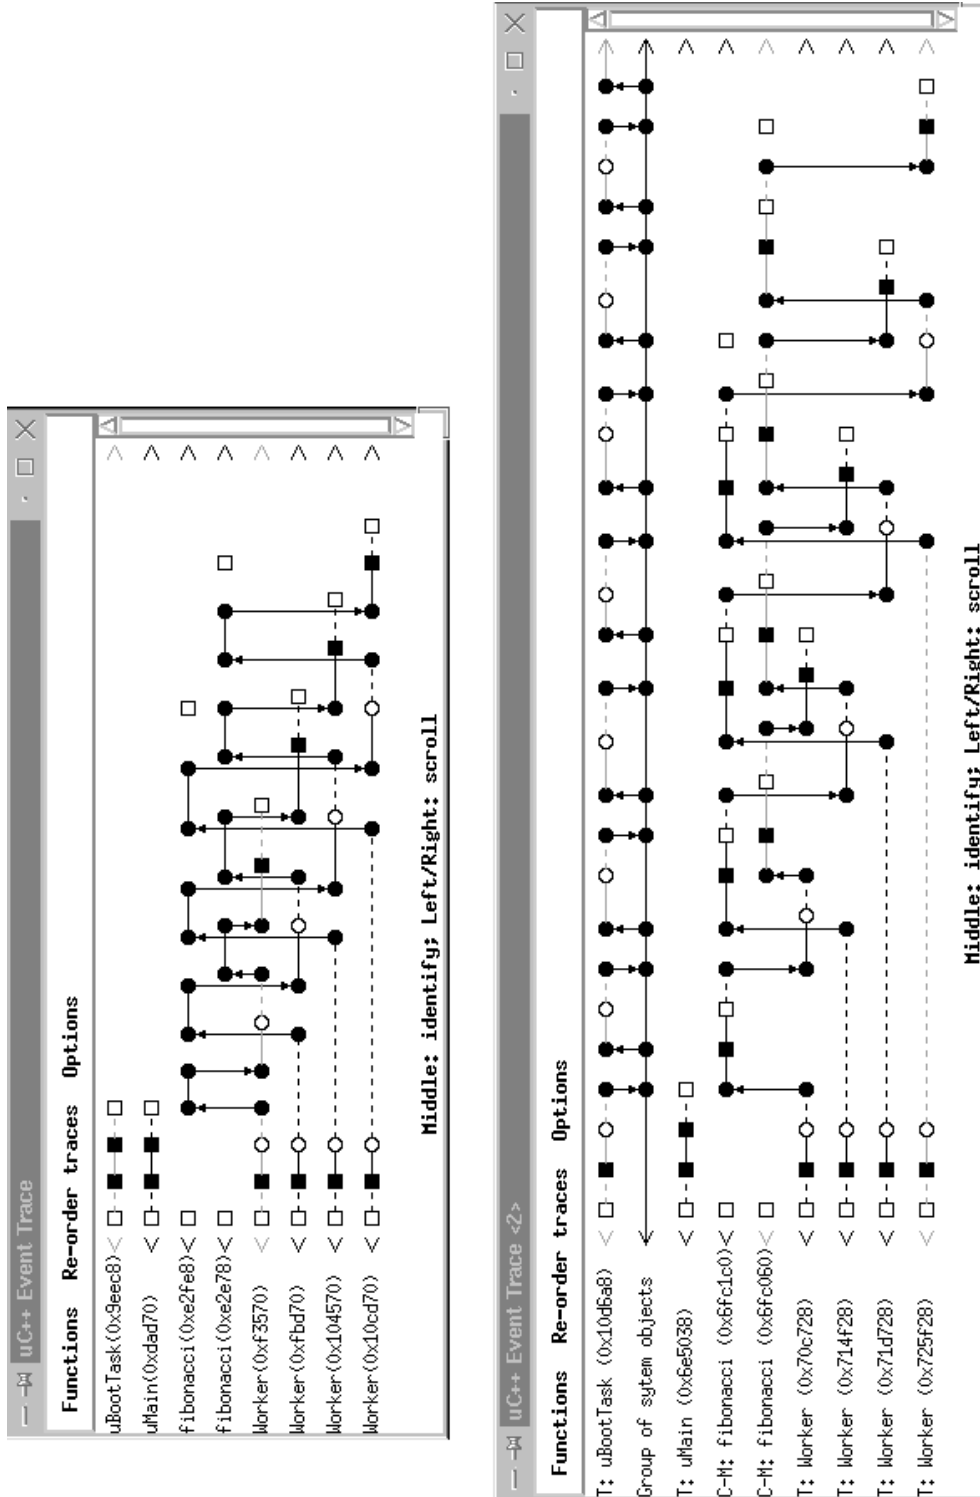 uC++ Event Trace
Functions Re-order traces Options
uBootTask(0x9eec8)
uMain(0xdad70)
fibonacci(0xe2fe8)
fibonacci(0xe2e78)
Worker(0xf3570)
Worker(0xfbd70)
Worker(0x104570)
Worker(0x10cd70)
Middle: identify; Left/Right: scroll
uC++ Event Trace <2>
Functions Re-order traces Options
T: uBootTask (0x10d6a8)
Group of sytem objects
T: uMain (0x6e5038)
C-M: fibonacci (0x6fc1c0)
C-M: fibonacci (0x6fc060)
T: Worker (0x70c728)
T: Worker (0x714f28)
T: Worker (0x71d728)
T: Worker (0x725f28)
Middle: identify; Left/Right: scroll